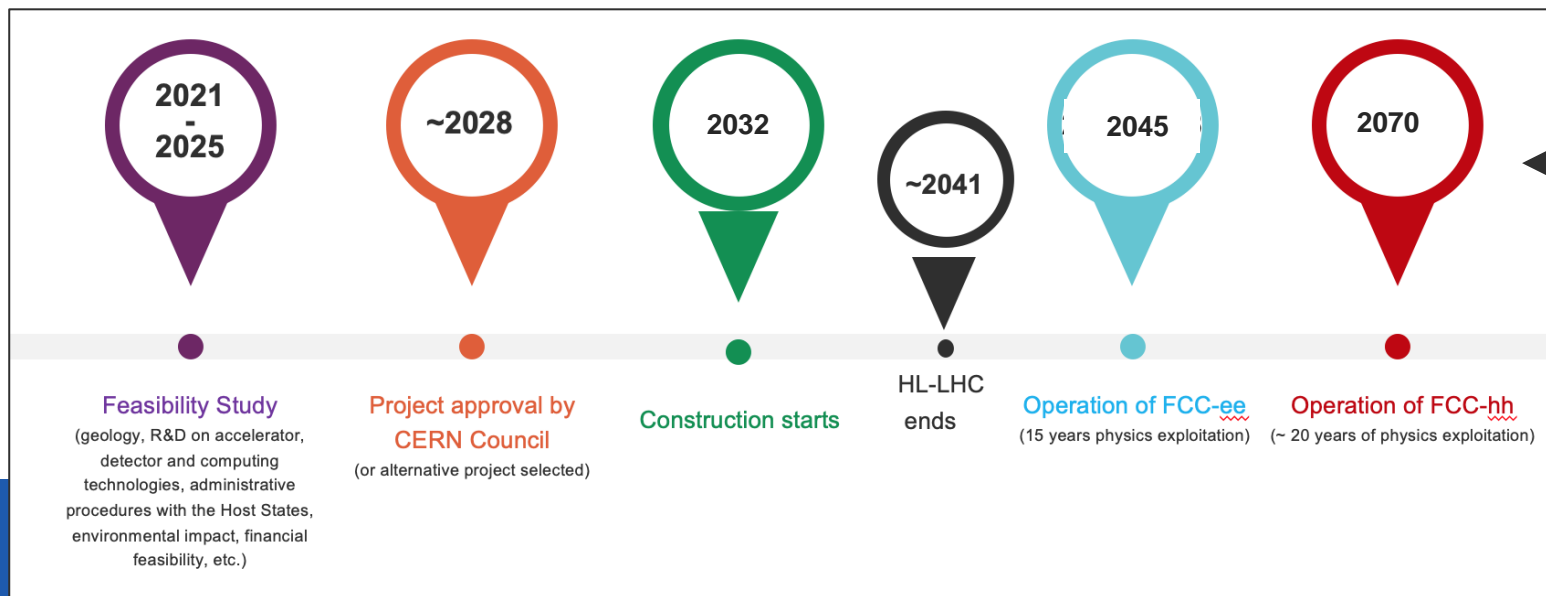 2021
-
2025
~2028
2032
~2041
2045
2070
Feasibility Study
(geology, R&D on accelerator,
detector and computing
technologies, administrative
procedures with the Host States,
environmental impact, financial
feasibility, etc.)
Project approval by
CERN Council
(or alternative project selected)
Construction starts
HL-LHC
ends
Operation of FCC-ee
(15 years physics exploitation)
Operation of FCC-hh
(~ 20 years of physics exploitation)